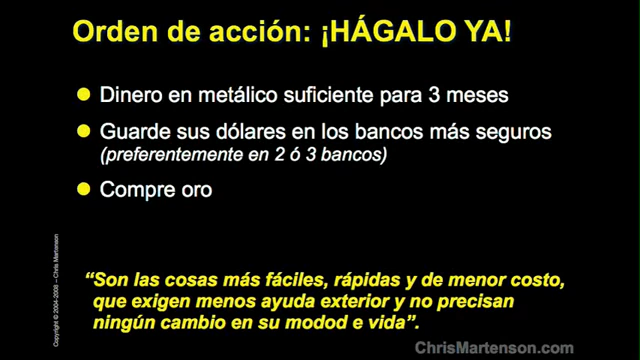 Orden de acción: ¡HÁGALO YA!
Dinero en metálico suficiente para 3 meses
Guarde sus dólares en los bancos más seguros
(preferentemente en 2 ó 3 bancos)
Compre oro
Copyright © 2004-2008 – Chris Martenson
“Son las cosas más fáciles, rápidas y de menor costo,
que exigen menos ayuda exterior y no precisan
ningún cambio en su modod e vida”.
ChrisMartenson.com